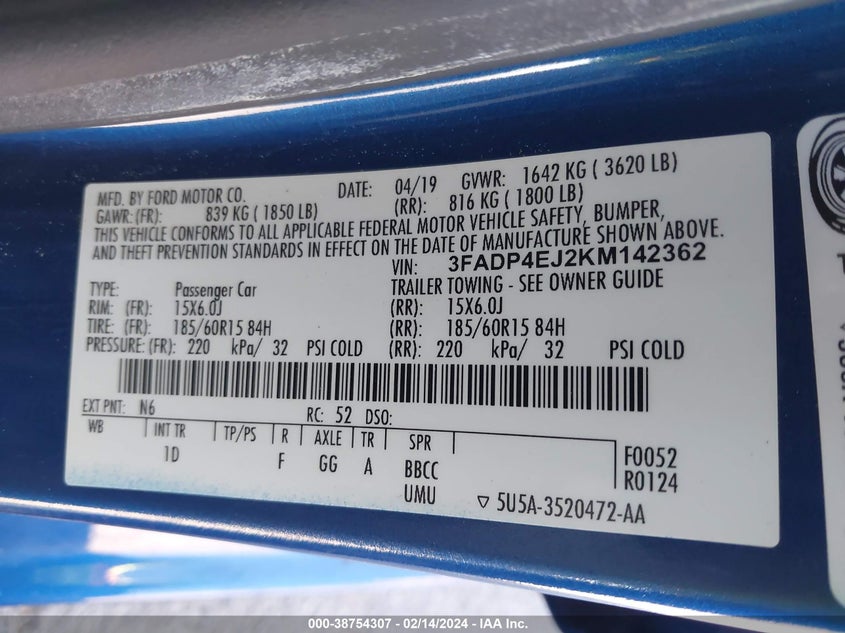 MFD. BY FORD MOTOR CO. DATE: 04/19 GVWR: 1642 KG ( 3620 LB)
GAWR: (FR): 839 KG ( 1850 LB) (RR): 816 KG ( 1800 LB)
THIS VEHICLE CONFORMS TO ALL APPLICABLE FEDERAL MOTOR VEHICLE SAFETY, BUMPER,
AND THEFT PREVENTION STANDARDS IN EFFECT ON THE DATE OF MANUFACTURE SHOWN ABOVE.
VIN: 3FADP4EJ2KM142362
TYPE: Passenger Car TRAILER TOWING - SEE OWNER GUIDE
RIM: (FR): 15X6.0J (RR): 15X6.0J
TIRE: (FR): 185/60R15 84H (RR): 185/60R15 84H
PRESSURE: (FR): 220 kPa/ 32 PSI COLD (RR): 220 kPa/ 32 PSI COLD
EXT PNT: N6 RC: 52 DSO:
WB INT TR TP/PS R AXLE TR SPR
1D F GG A BBCC F0052
UMU R0124
5U5A-3520472-AA
000-38754307 - 02/14/2024 - IAA Inc.